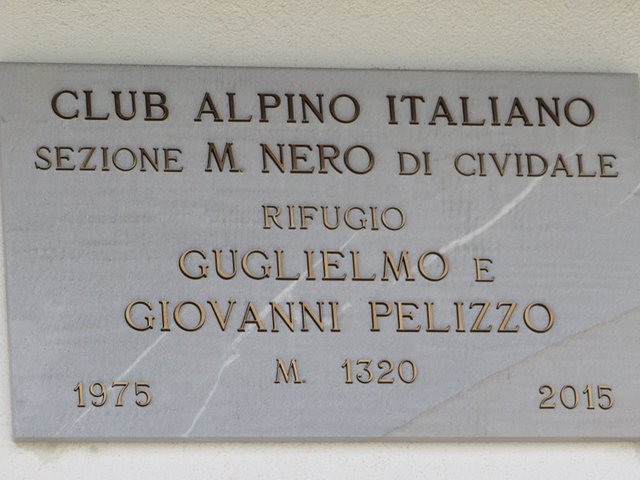 CLUB ALPINO ITALIANO
SEZIONE M. NERO DI CIVIDALE
RIFUGIO
GUGLIELMO E
GIOVANNI PELIZZO
M. 1320
1975 2015